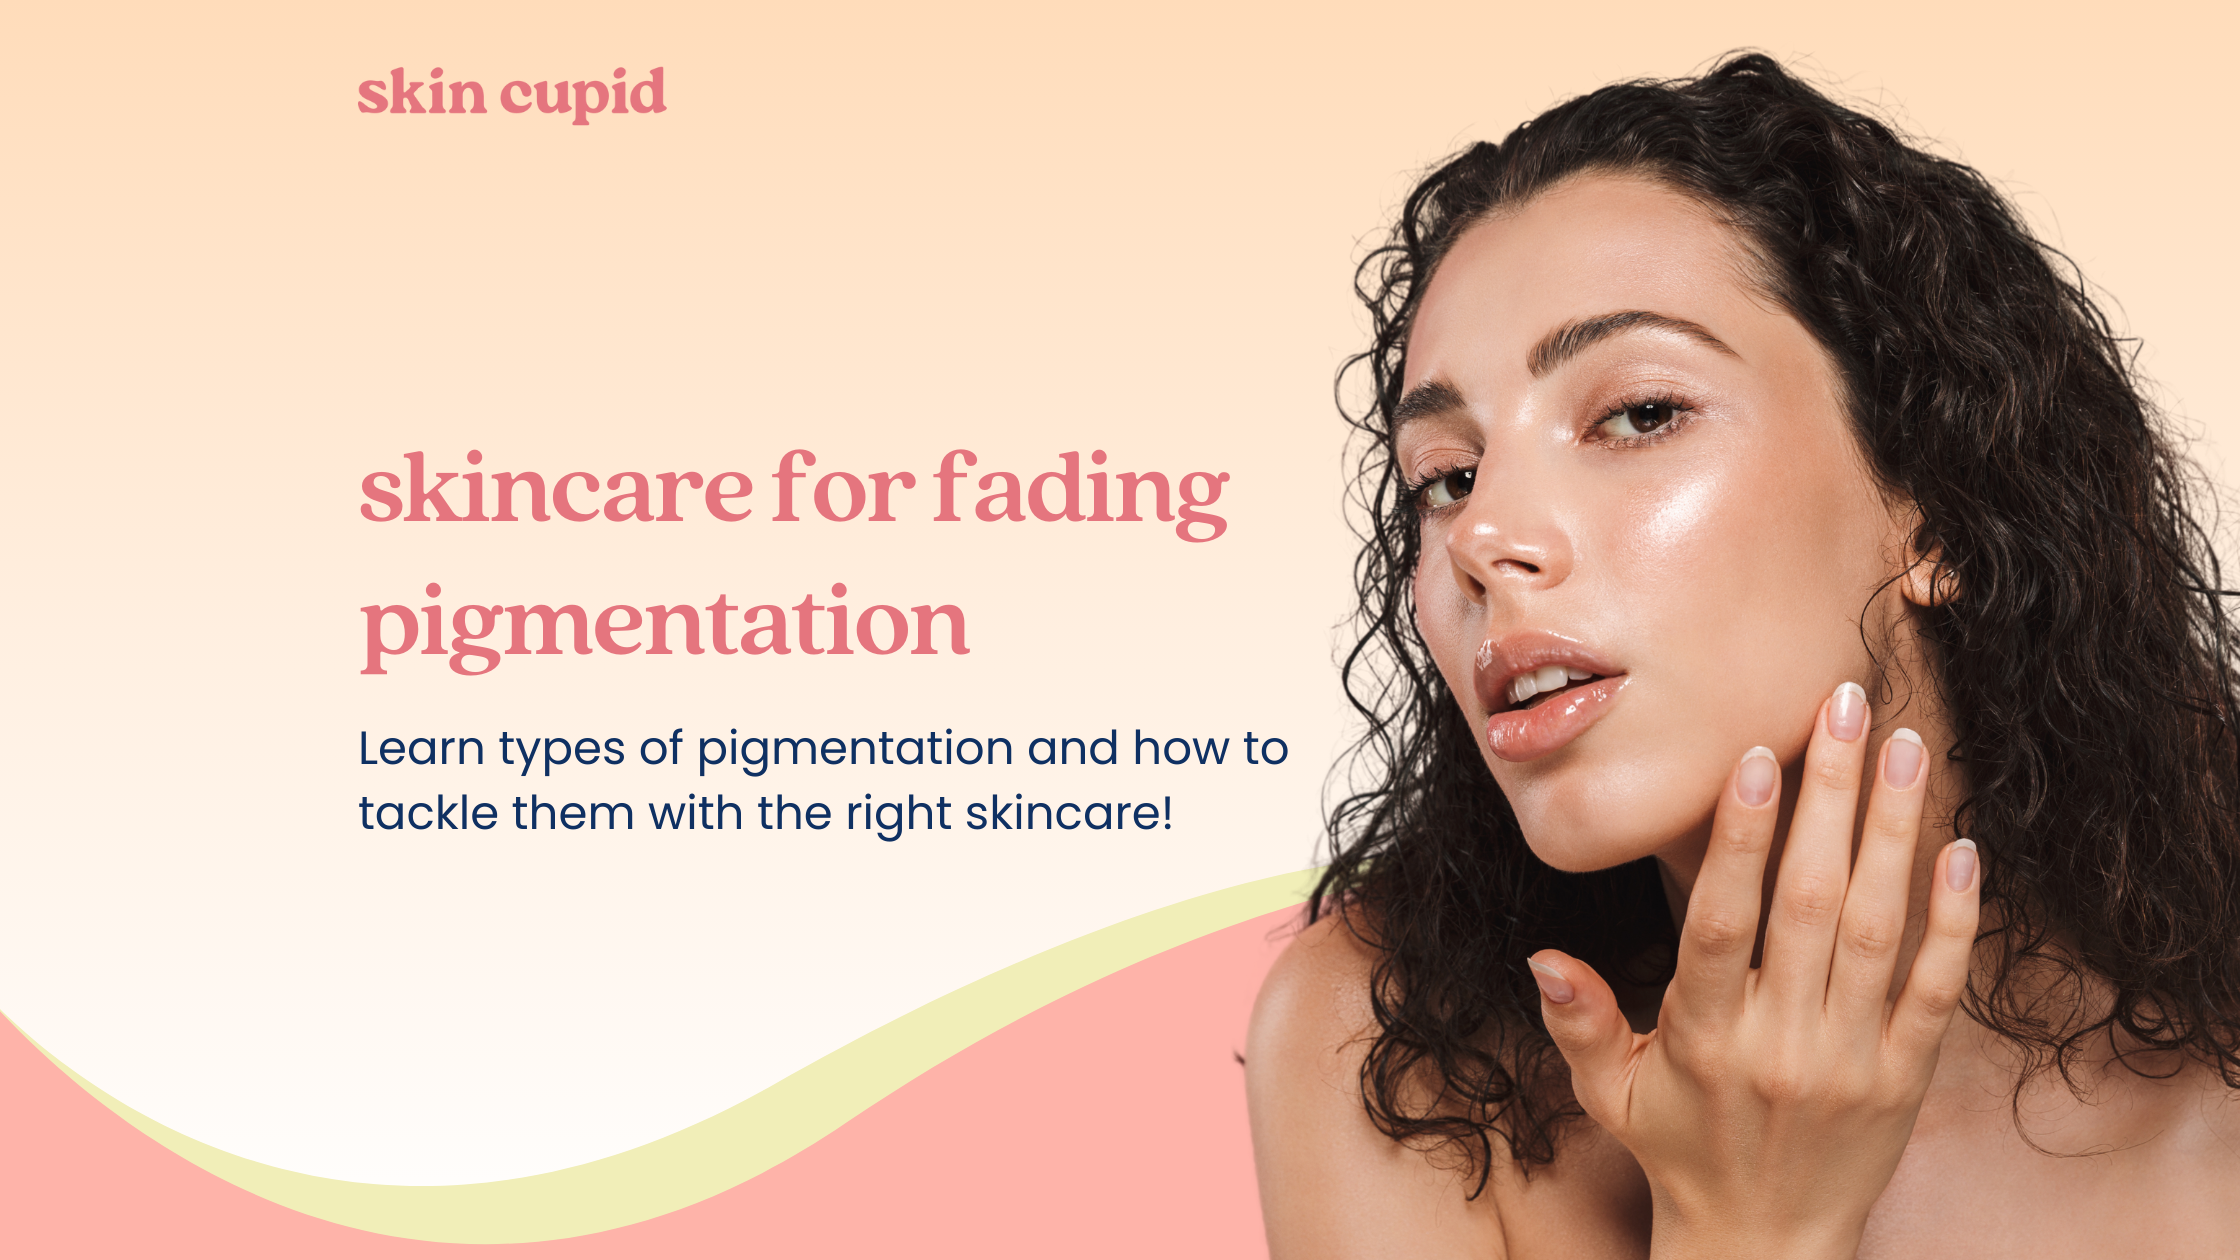 skin cupid
skincare for fading
pigmentation
Learn types of pigmentation and how to
tackle them with the right skincare!